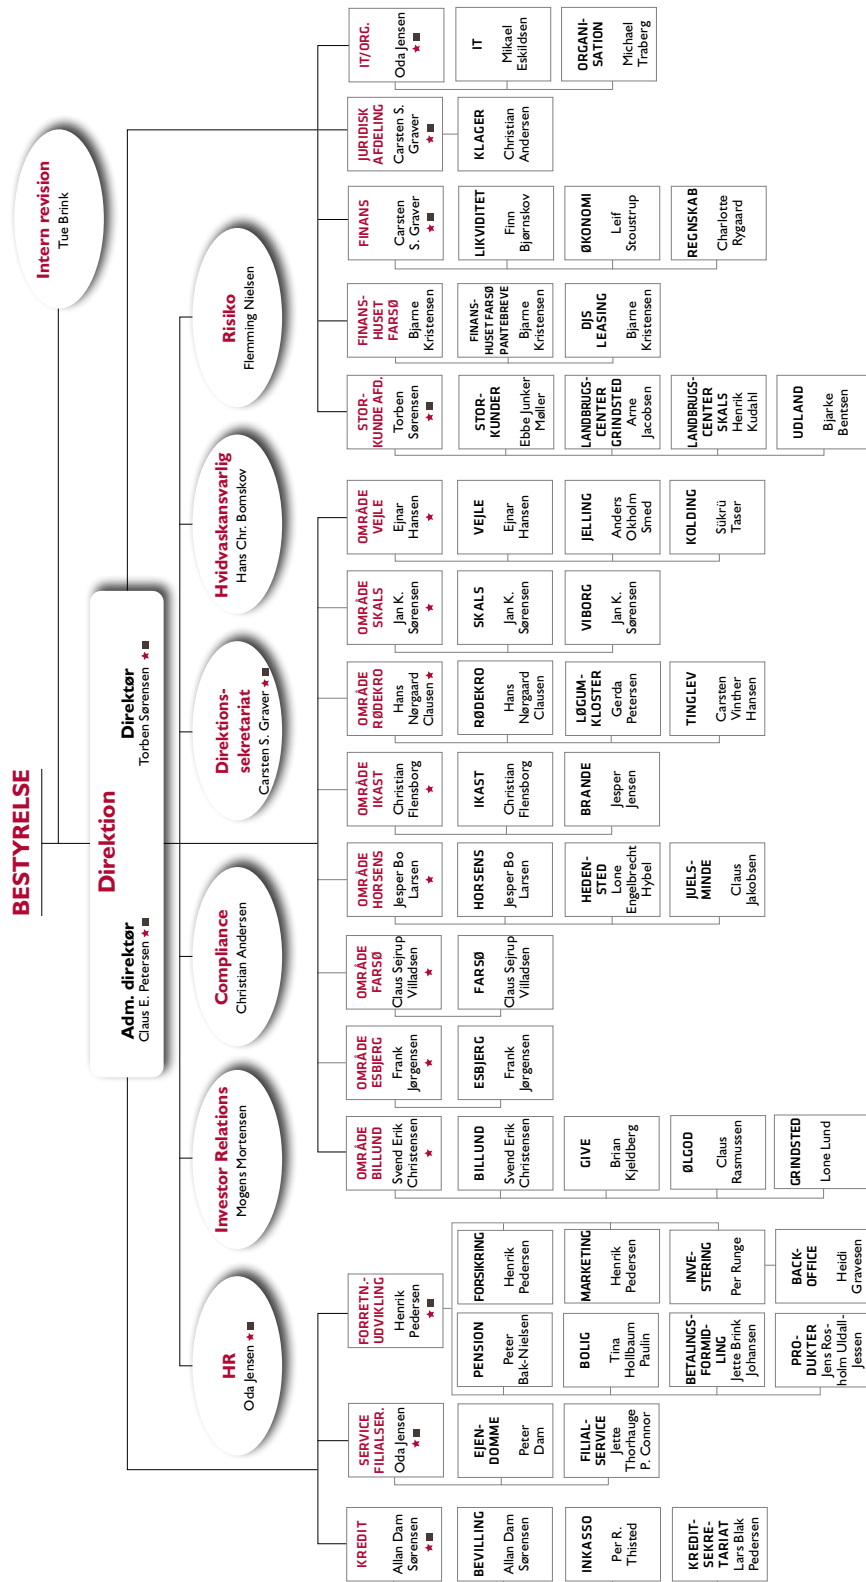 BESTYRELSE
Intern revision
Tue Brink
Direktion
Adm. direktør
Claus E. Petersen ★ ■
Direktør
Torben Sørensen ★ ■
HR
Oda Jensen ★ ■
Investor Relations
Mogens Mortensen
Compliance
Christian Andersen
Direktions-
sekretariat
Carsten S. Graver ★ ■
Hvidvaskansvarlig
Hans Chr. Bomskov
Risiko
Flemming Nielsen
KREDIT
Allan Dam
Sørensen
★ ■
BEVILLING
Allan Dam
Sørensen
INKASSO
Per R.
Thisted
KREDIT-
SEKRE-
TARIAT
Lars Blak
Pedersen
SERVICE
FILIALSER.
Oda Jensen
★ ■
EJEN-
DOMME
Peter
Dam
FILIAL-
SERVICE
Jette
Thorhauge
P. Connor
FORRETN.-
UDVIKLING
Henrik
Pedersen
★ ■
PENSION
Peter
Bak-Nielsen
FORSIKRING
Henrik
Pedersen
BOLIG
Tina
Hollbaum
Paulin
MARKETING
Henrik
Pedersen
BETALINGS-
FORMID-
LING
Jette Brink
Johansen
INVE-
STERING
Per Runge
PRO-
DUKTER
Jens Ros-
holm Uldall-
Jessen
BACK-
OFFICE
Heidi
Gravesen
OMRÅDE
BILLUND
Svend Erik
Christensen
★
BILLUND
Svend Erik
Christensen
GIVE
Brian
Kjeldberg
ØLGOD
Claus
Rasmussen
GRINDSTED
Lone Lund
OMRÅDE
ESBJERG
Frank
Jørgensen
★
ESBJERG
Frank
Jørgensen
OMRÅDE
FARSØ
Claus Sejrup
Villadsen
★
FARSØ
Claus Sejrup
Villadsen
OMRÅDE
HORSENS
Jesper Bo
Larsen
★
HORSENS
Jesper Bo
Larsen
HEDEN-
STED
Lone
Engelbrecht
Hybel
JUELS-
MINDE
Claus
Jakobsen
OMRÅDE
IKAST
Christian
Flensborg
★
IKAST
Christian
Flensborg
BRANDE
Jesper
Jensen
OMRÅDE
RØDEKRO
Hans
Nørgaard
Clausen ★
RØDEKRO
Hans
Nørgaard
Clausen
LØGUM-
KLOSTER
Gerda
Petersen
TINGLEV
Carsten
Vinther
Hansen
OMRÅDE
SKALS
Jan K.
Sørensen
★
SKALS
Jan K.
Sørensen
VIBORG
Jan K.
Sørensen
OMRÅDE
VEJLE
Ejnar
Hansen
★
VEJLE
Ejnar
Hansen
JELLING
Anders
Okholm
Smed
KOLDING
Sükrü
Taser
STOR-
KUNDE AFD.
Torben
Sørensen
★ ■
STOR-
KUNDER
Ebbe Junker
Møller
LANDBRUGS-
CENTER
GRINDSTED
Arne
Jacobsen
LANDBRUGS-
CENTER
SKALS
Henrik
Kudahl
UDLAND
Bjarke
Bentsen
FINANS-
HUSET
FARSØ
Bjarne
Kristensen
FINANS-
HUSET FARSØ
PANTEBREVE
Bjarne
Kristensen
DJS
LEASING
Bjarne
Kristensen
FINANS
Carsten
S. Graver
★ ■
LIKVIDITET
Finn
Bjørnskov
ØKONOMI
Leif
Stoustrup
REGNSKAB
Charlotte
Rygaard
JURIDISK
AFDELING
Carsten S.
Graver
★ ■
KLAGER
Christian
Andersen
IT/ORG.
Oda Jensen
★ ■
IT
Mikael
Eskildsen
ORGANI-
SATION
Michael
Traberg